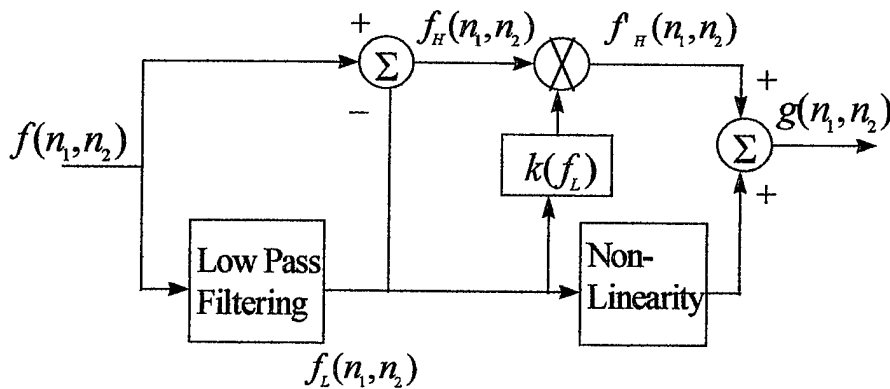 +
f_H(n_1,n_2)
f'_H(n_1,n_2)
Σ
−
+
f(n_1,n_2)
k(f_L)
Σ
g(n_1,n_2)
+
Low Pass
Filtering
Non-
Linearity
f_L(n_1,n_2)